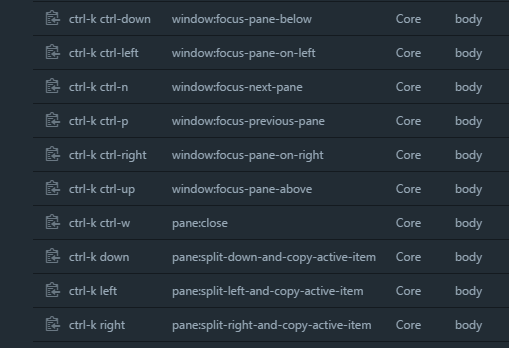 ctrl-k ctrl-down window:focus-pane-below Core body
ctrl-k ctrl-left window:focus-pane-on-left Core body
ctrl-k ctrl-n window:focus-next-pane Core body
ctrl-k ctrl-p window:focus-previous-pane Core body
ctrl-k ctrl-right window:focus-pane-on-right Core body
ctrl-k ctrl-up window:focus-pane-above Core body
ctrl-k ctrl-w pane:close Core body
ctrl-k down pane:split-down-and-copy-active-item Core body
ctrl-k left pane:split-left-and-copy-active-item Core body
ctrl-k right pane:split-right-and-copy-active-item Core body